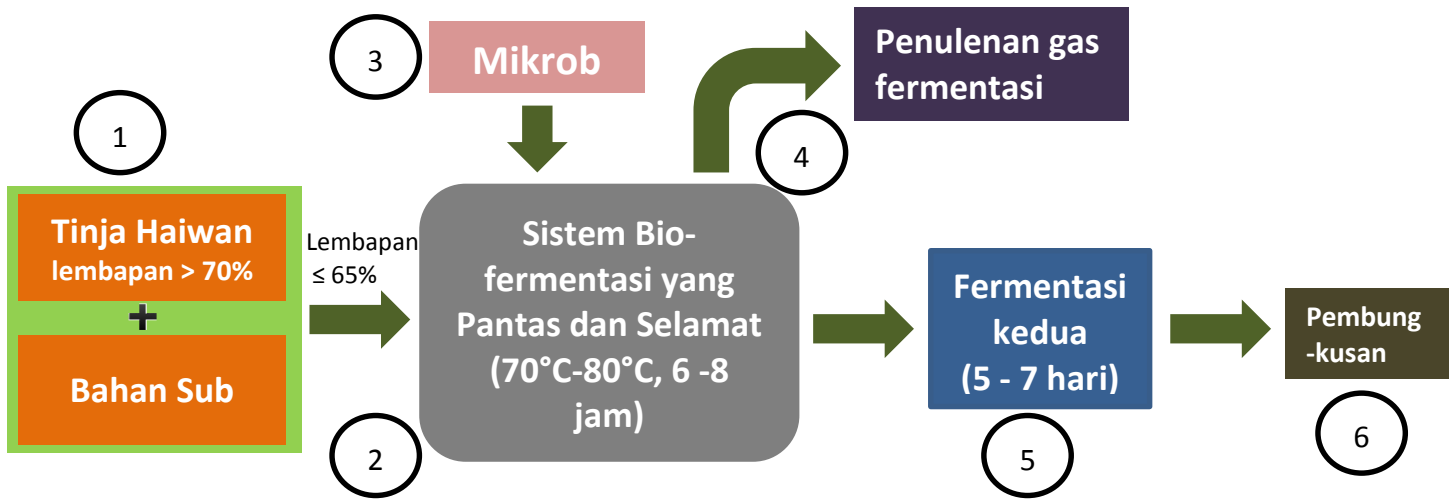 1
Tinja Haiwan
lembapan > 70%
+
Bahan Sub
Lembapan
≤ 65%
2
3
Mikrob
Sistem Bio-
fermentasi yang
Pantas dan Selamat
(70°C-80°C, 6 -8
jam)
4
Penulenan gas
fermentasi
Fermentasi
kedua
(5 - 7 hari)
5
Pembung
-kusan
6